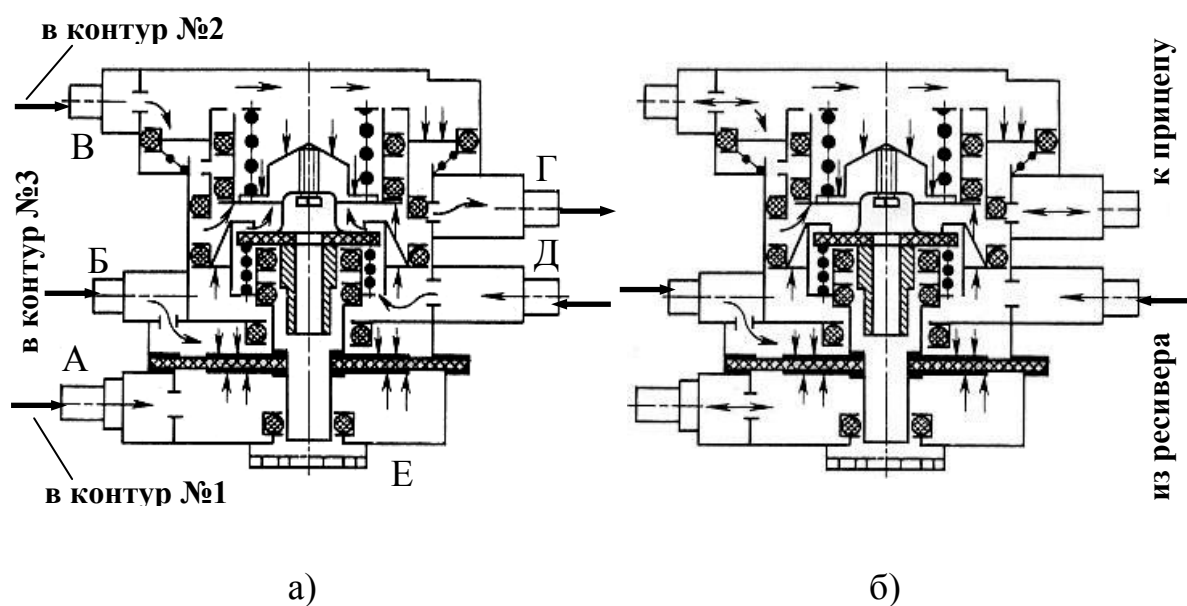 в контур №2
В
в контур №3
Б
А
в контур №1
Г
Д
Е
к прицепу
из ресивера
а)
б)